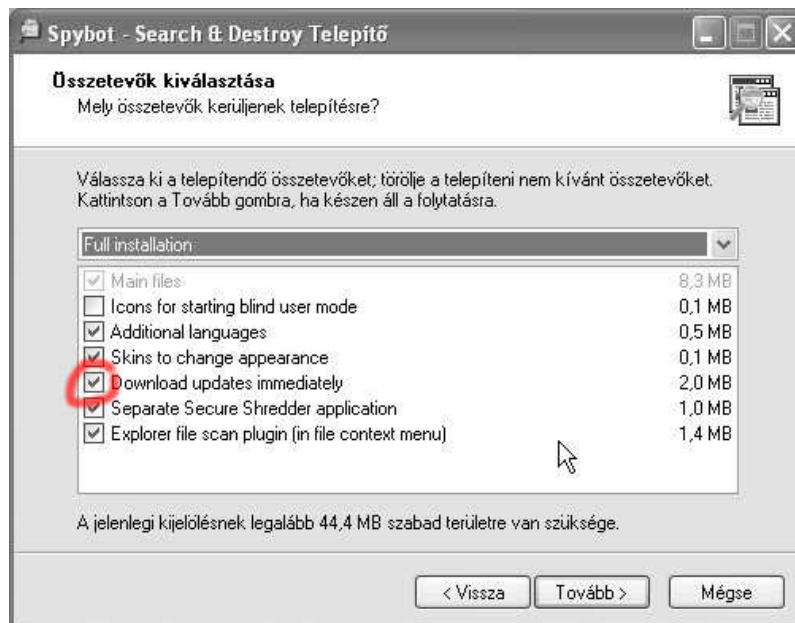 Spybot - Search & Destroy Telepítő
Összetevők kiválasztása
Mely összetevők kerüljenek telepítésre?
Válassza ki a telepítendő összetevőket; törölje a telepíteni nem kívánt összetevőket.
Kattintson a Tovább gombra, ha készen áll a folytatásra.
Full installation
Main files 8,3 MB
Icons for starting blind user mode 0,1 MB
Additional languages 0,5 MB
Skins to change appearance 0,1 MB
Download updates immediately 2,0 MB
Separate Secure Shredder application 1,0 MB
Explorer file scan plugin (in file context menu) 1,4 MB
A jelenlegi kijelölésnek legalább 44,4 MB szabad területre van szüksége.
< Vissza Tovább > Mégse